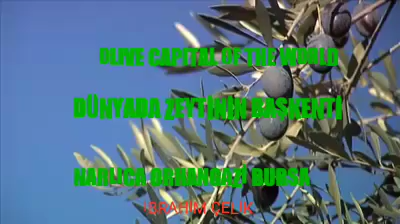 OLIVE CAPITAL OF THE WORLD
DÜNYADA ZEYTİNİN BAŞKENTİ
NARLICA ORHANGAZİ BURSA
İBRAHİM ÇELİK